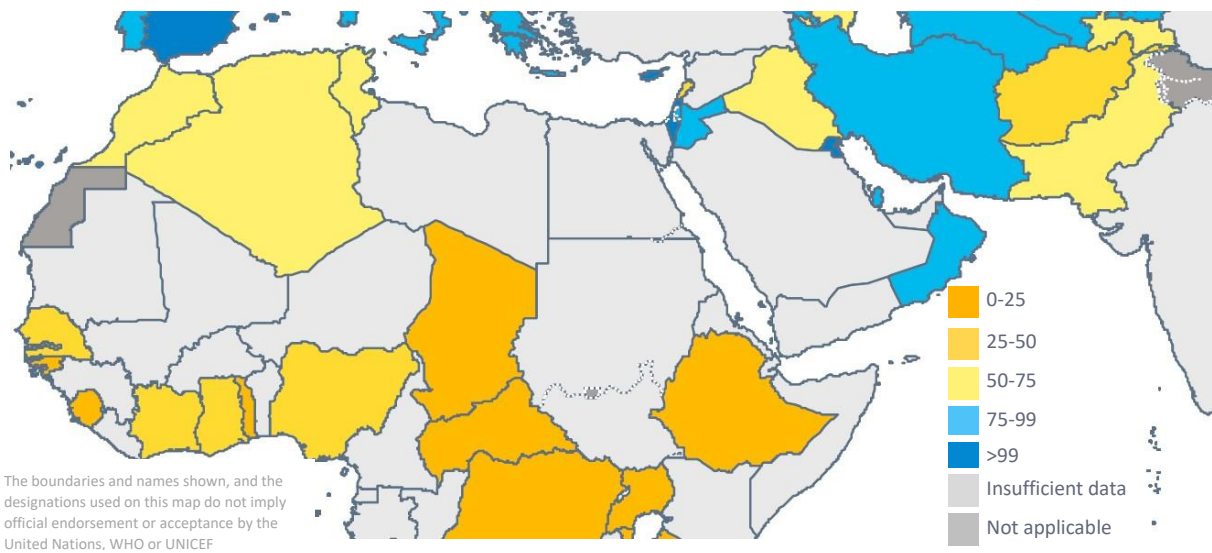 0-25
25-50
50-75
75-99
>99
Insufficient data
Not applicable
The boundaries and names shown, and the
designations used on this map do not imply
official endorsement or acceptance by the
United Nations, WHO or UNICEF